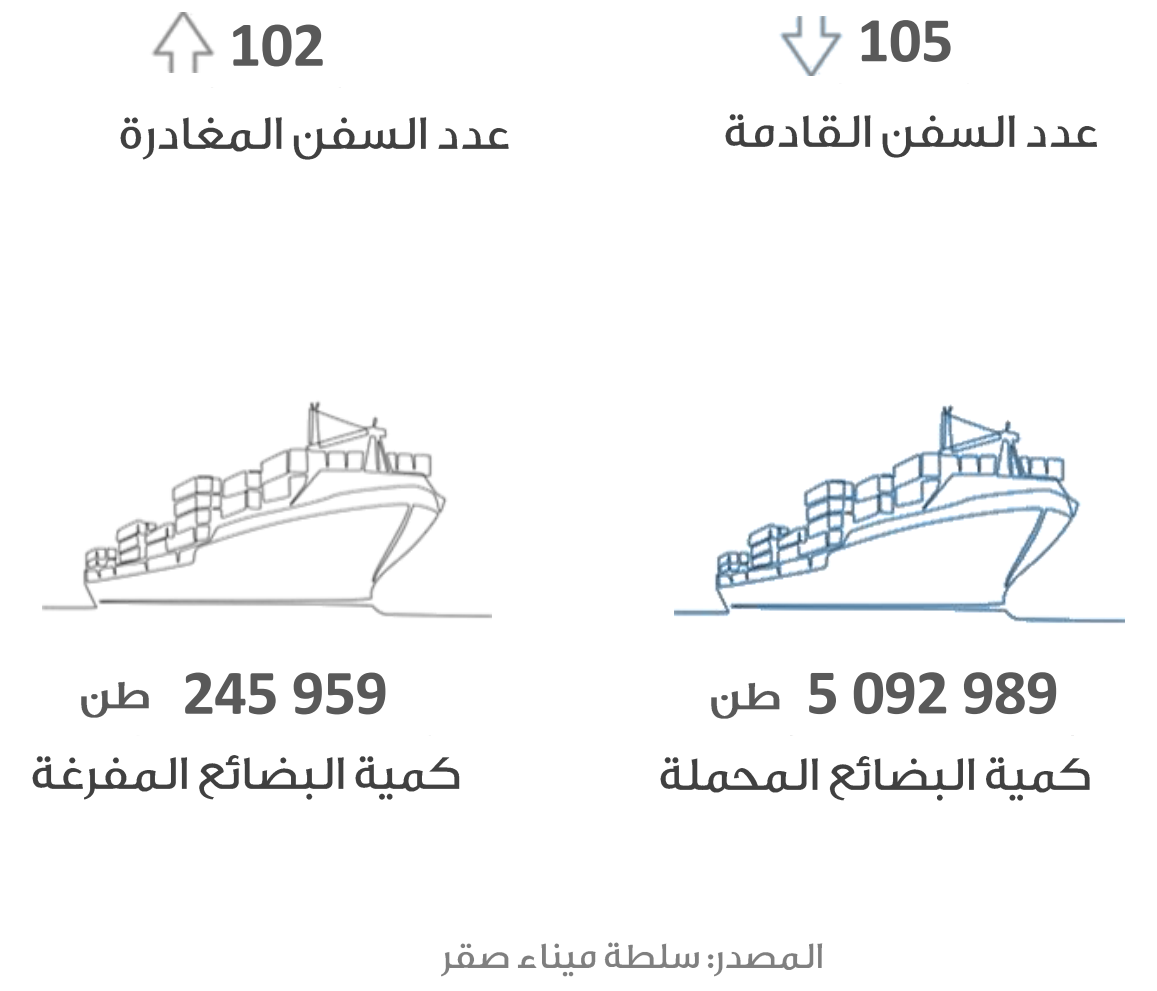 105
عدد السفن القادمة
102
عدد السفن المغادرة
5 092 989 طن
كمية البضائع المحملة
245 959 طن
كمية البضائع المفرغة
المصدر: سلطة ميناء صقر